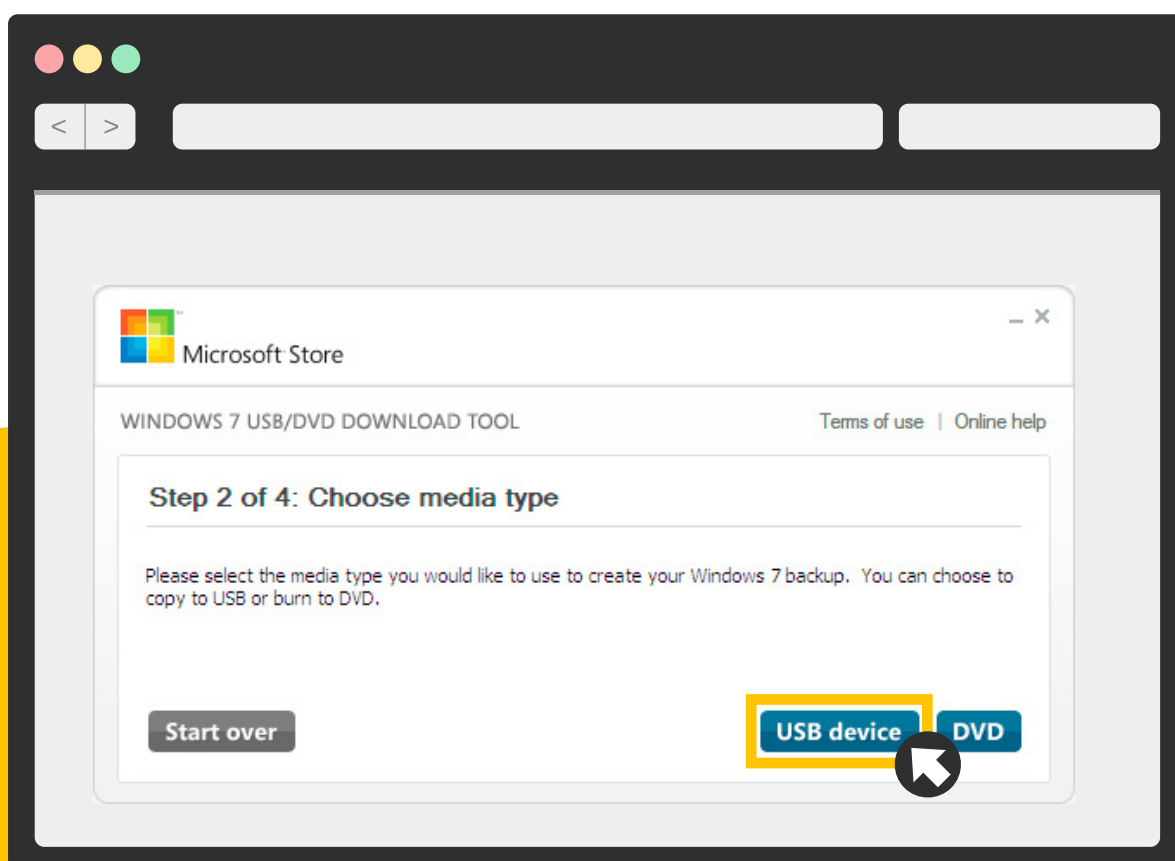 < >
Microsoft Store
WINDOWS 7 USB/DVD DOWNLOAD TOOL
Terms of use | Online help
Step 2 of 4: Choose media type
Please select the media type you would like to use to create your Windows 7 backup. You can choose to
copy to USB or burn to DVD.
Start over
USB device
DVD